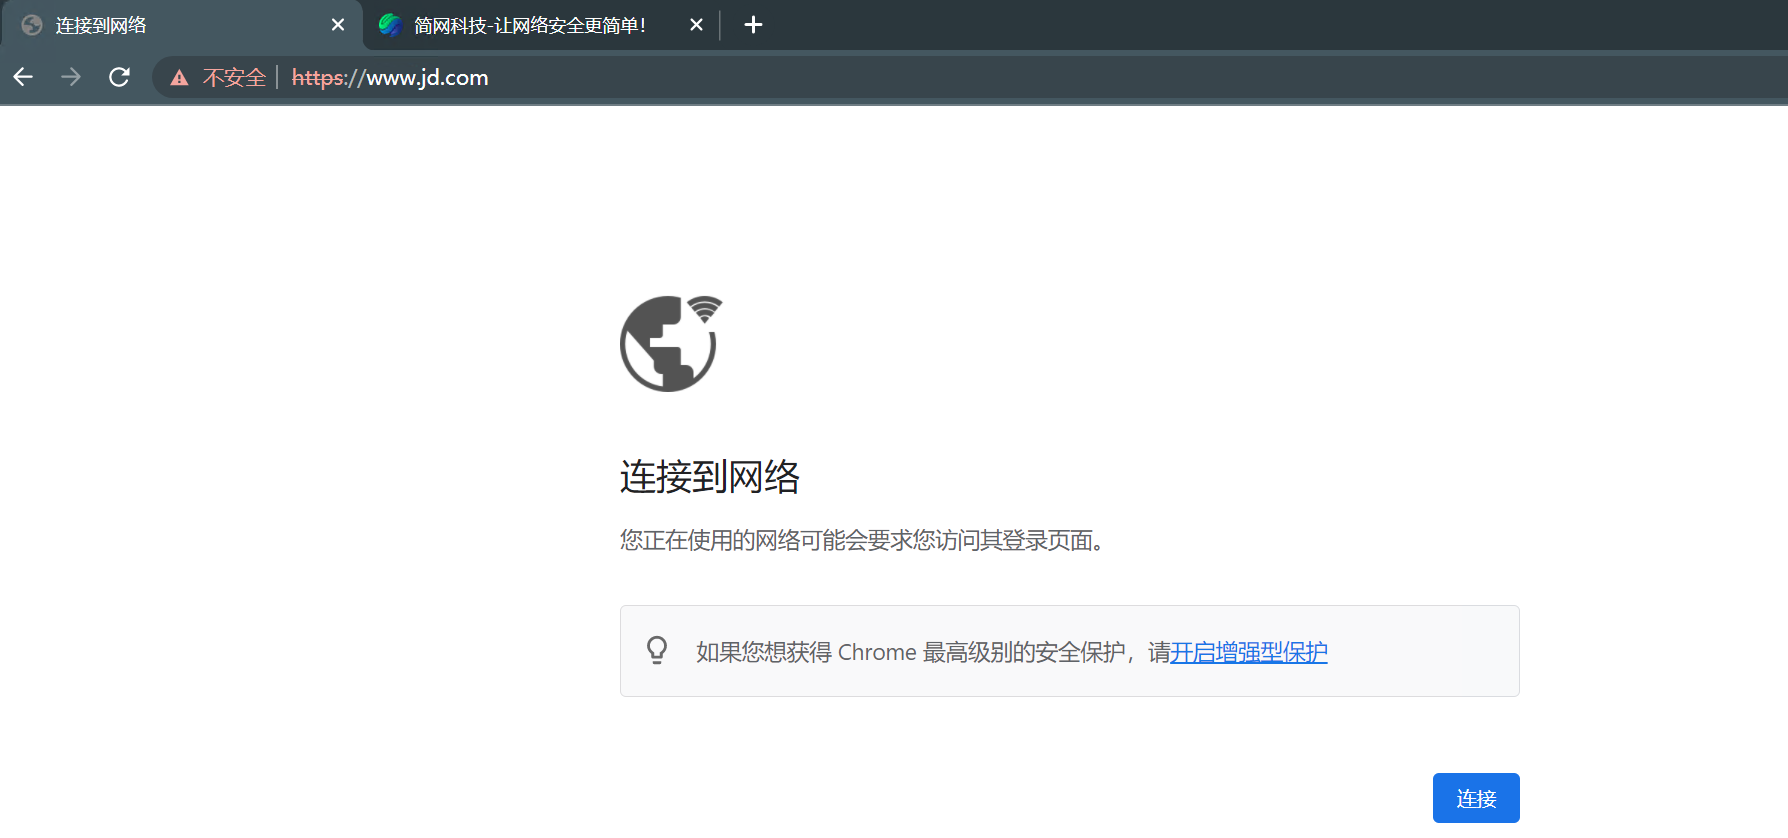 连接到网络
简网科技-让网络安全更简单!
不安全 https://www.jd.com
连接到网络
您正在使用的网络可能会要求您访问其登录页面。
如果您想获得 Chrome 最高级别的安全保护，请开启增强型保护
连接